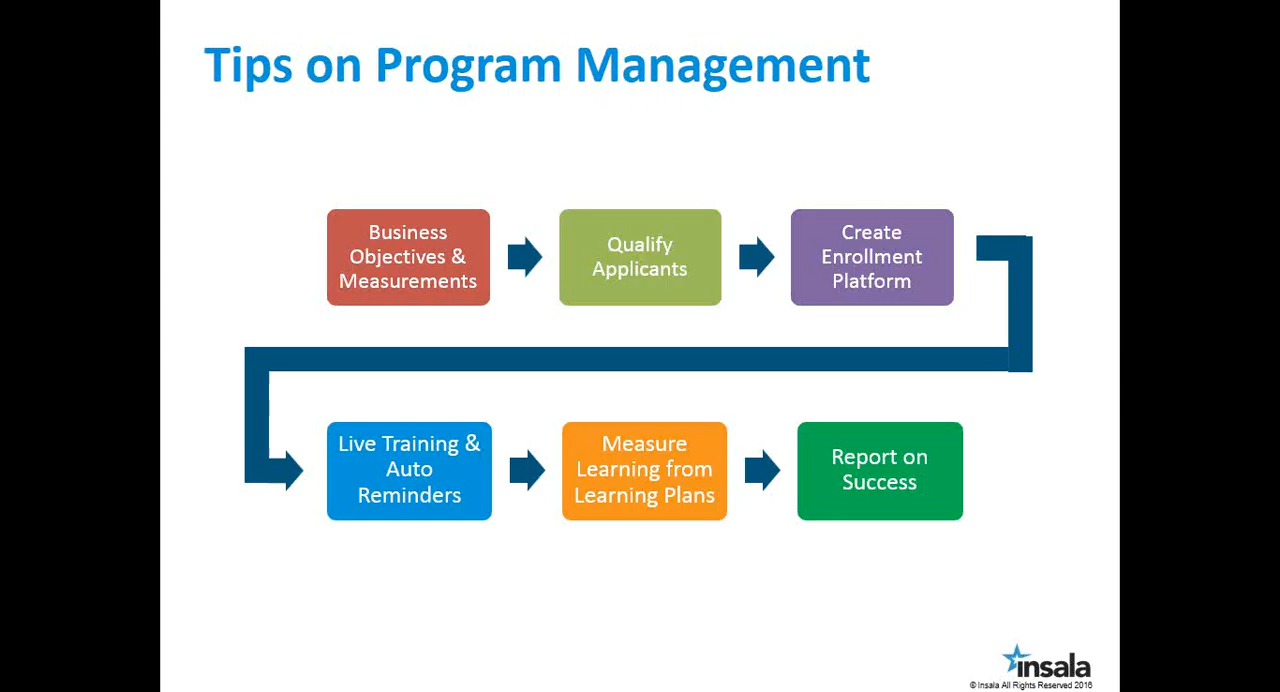 Tips on Program Management
Business
Objectives &
Measurements
Qualify
Applicants
Create
Enrollment
Platform
Live Training &
Auto
Reminders
Measure
Learning from
Learning Plans
Report on
Success
insala
© Insala All Rights Reserved 2016